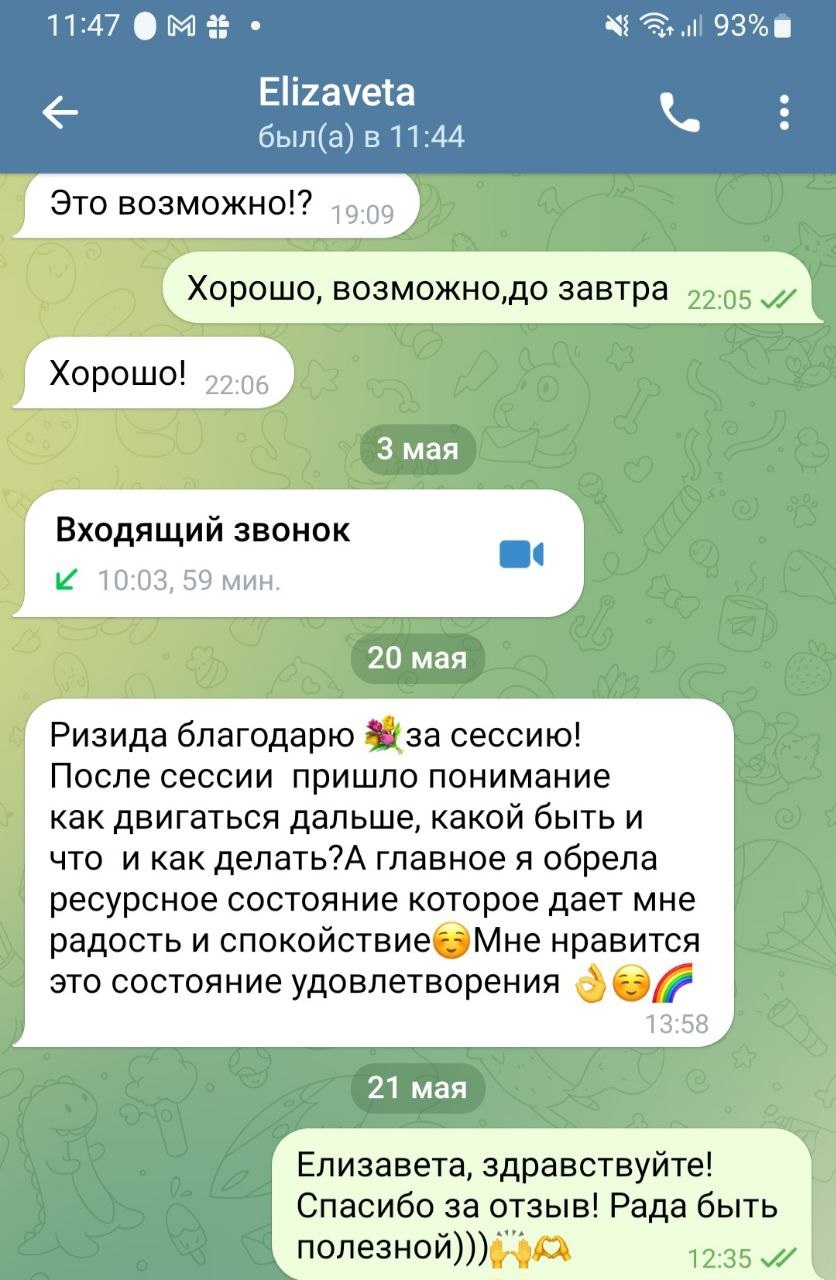 11:47 93%
Elizaveta
был(а) в 11:44
Это возможно!? 19:09
Хорошо, возможно,до завтра 22:05
Хорошо! 22:06
3 мая
Входящий звонок
10:03, 59 мин.
20 мая
Ризида благодарю 💐за сессию!
После сессии  пришло понимание
как двигаться дальше, какой быть и
что  и как делать?А главное я обрела
ресурсное состояние которое дает мне
радость и спокойствие☺️Мне нравится
это состояние удовлетворения 👌☺️🌈
13:58
21 мая
Елизавета, здравствуйте!
Спасибо за отзыв! Рада быть
полезной)))🙌🫶 12:35